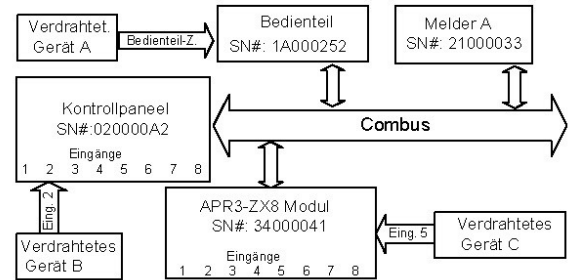 Verdrahtet.
Gerät A
Bedienteil-Z.
Bedienteil
SN#: 1A000252
Melder A
SN#: 21000033
Kontrollpaneel
SN#:020000A2
Eingänge
1 2 3 4 5 6 7 8
Combus
Eing. 2
Verdrahtetes
Gerät B
APR3-ZX8 Modul
SN#: 34000041
Eingänge
1 2 3 4 5 6 7 8
Eing. 5
Verdrahtetes
Gerät C